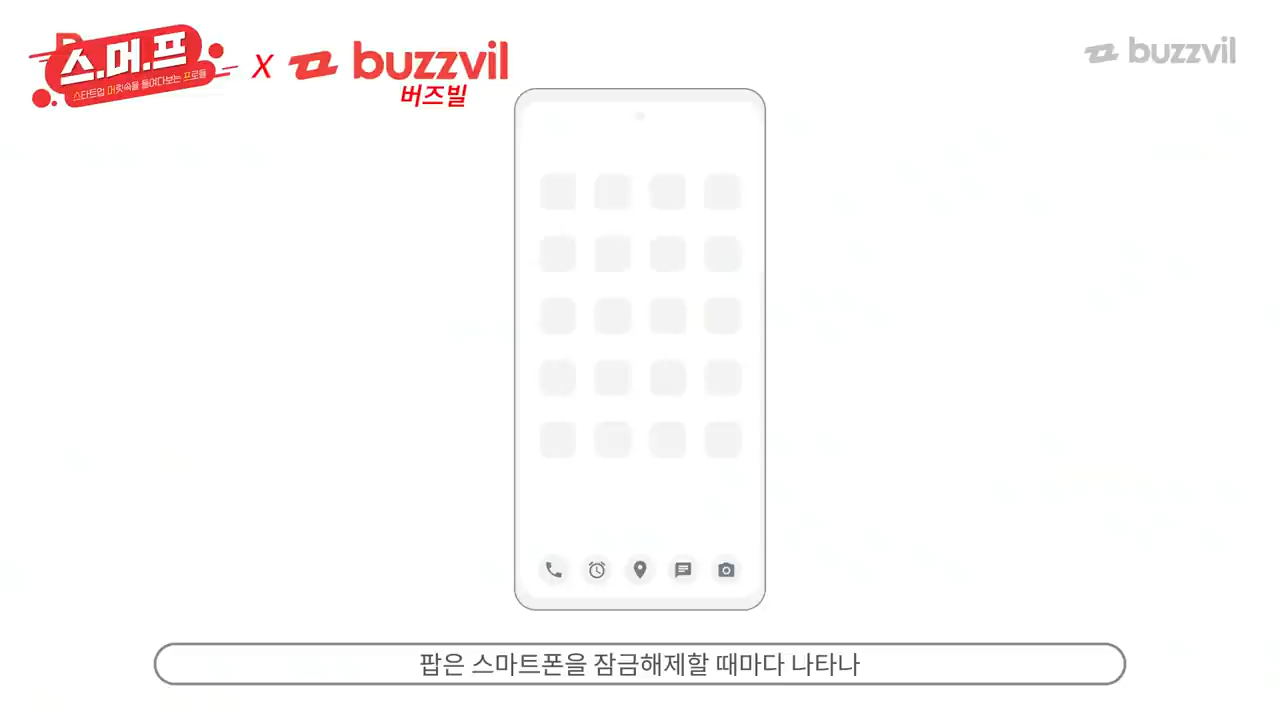 스.머.프
스타트업 머릿속을 들여다보는 프로들
X
buzzvil
버즈빌
buzzvil
팝은 스마트폰을 잠금해제할 때마다 나타나